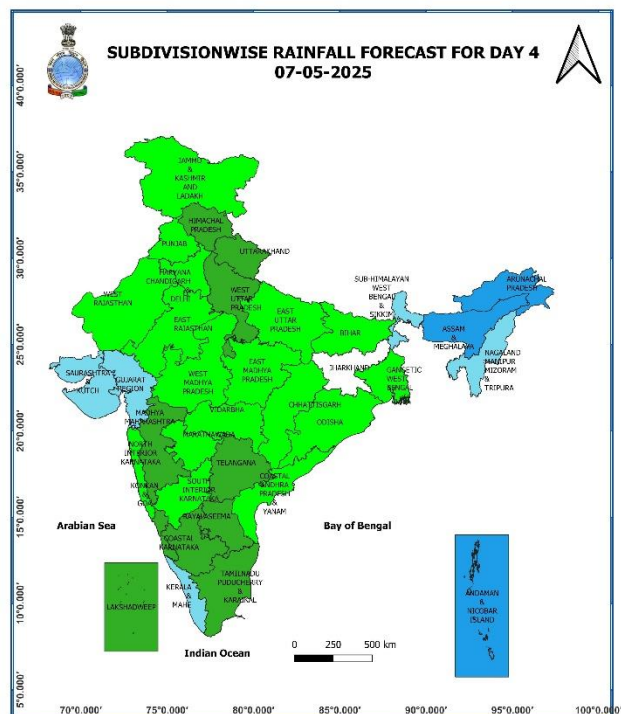 SUBDIVISIONWISE RAINFALL FORECAST FOR DAY 4
07-05-2025
40°0.000'
35°0.000'
30°0.000'
25°0.000'
20°0.000'
15°0.000'
10°0.000'
5°0.000'
JAMMU
&
KASHMIR
AND
LADAKH
HIMACHAL
PRADESH
PUNJAB
UTTARAKHAND
HARYANA
CHANDIGARH
&
DELHI
WEST
RAJASTHAN
WEST
UTTAR
PRADESH
SUB-HIMALAYAN
WEST
BENGAL
&
SIKKIM
ARUNACHAL
PRADESH
EAST
RAJASTHAN
EAST
UTTAR
PRADESH
BIHAR
ASSAM
&
MEGHALAYA
NAGALAND
MANIPUR
MIZORAM
&
TRIPURA
SAURASHTRA
&
KUTCH
GUJARAT
REGION
WEST
MADHYA
PRADESH
EAST
MADHYA
PRADESH
JHARKHAND
GANGETIC
WEST
BENGAL
CHHATTISGARH
ODISHA
VIDARBHA
MADHYA
MAHARASHTRA
MARATHAWADA
NORTH
INTERIOR
KARNATAKA
TELANGANA
KONKAN
&
GOA
SOUTH
INTERIOR
KARNATAKA
COASTAL
ANDHRA
PRADESH
&
YANAM
RAYALASEEMA
COASTAL
KARNATAKA
Arabian Sea
Bay of Bengal
KERALA
&
MAHE
TAMILNADU
PUDUCHERRY
&
KARAIKAL
LAKSHADWEEP
ANDAMAN
&
NICOBAR
ISLAND
Indian Ocean
0 250 500 km
70°0.000' 75°0.000' 80°0.000' 85°0.000' 90°0.000' 95°0.000' 100°0.000'